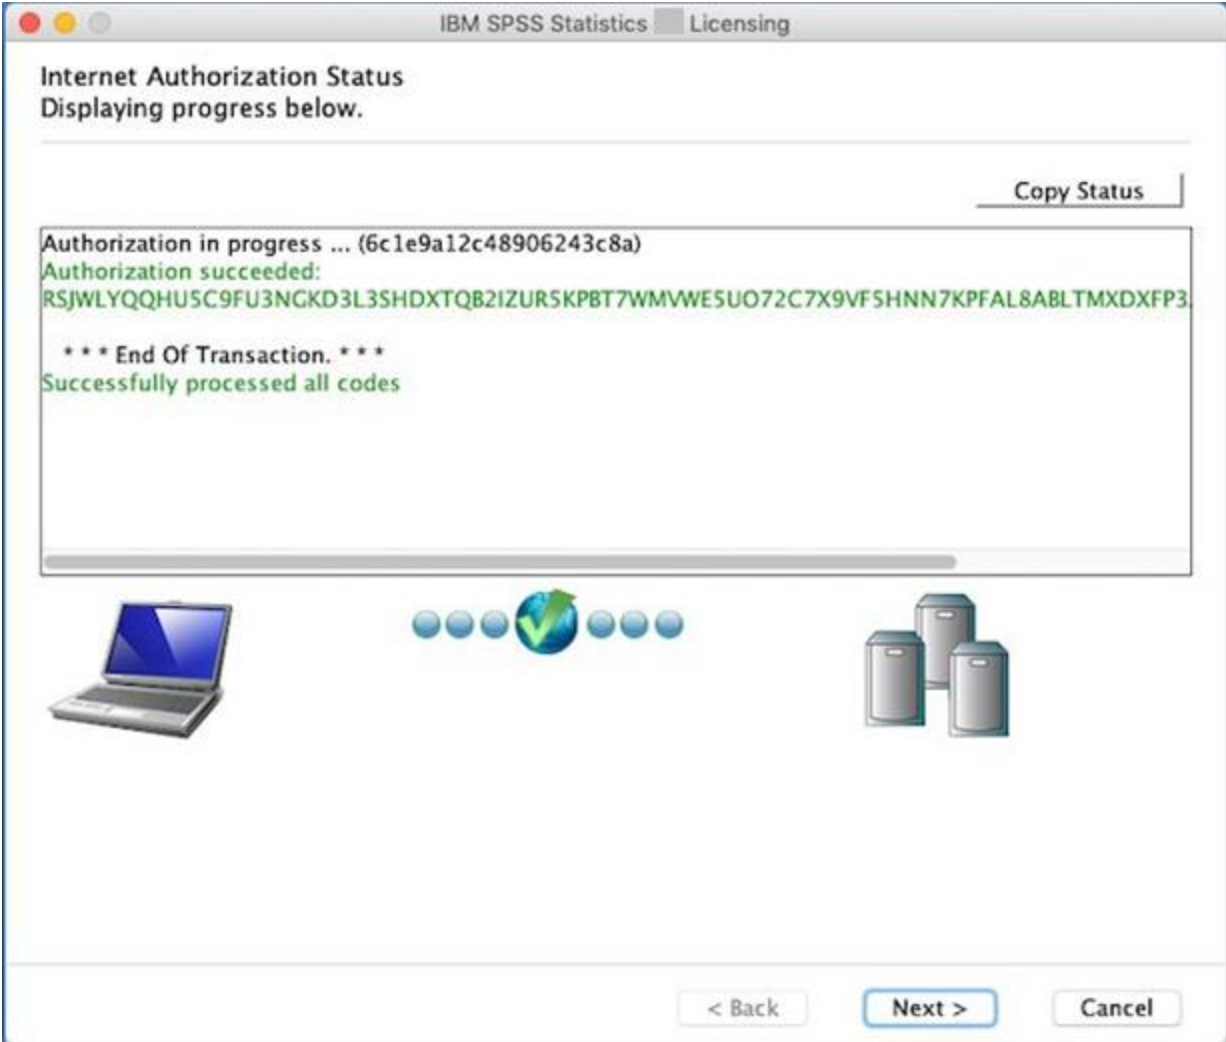 IBM SPSS Statistics Licensing
Internet Authorization Status
Displaying progress below.
Copy Status
Authorization in progress ... (6c1e9a12c48906243c8a)
Authorization succeeded:
RSJWLYQQHU5C9FU3NGKD3L3SHDXTQB2IZUR5KPBT7WMVWE5UO72C7X9VF5HNN7KPFAL8ABLTMXDXFP3
* * * End Of Transaction. * * *
Successfully processed all codes
< Back
Next >
Cancel